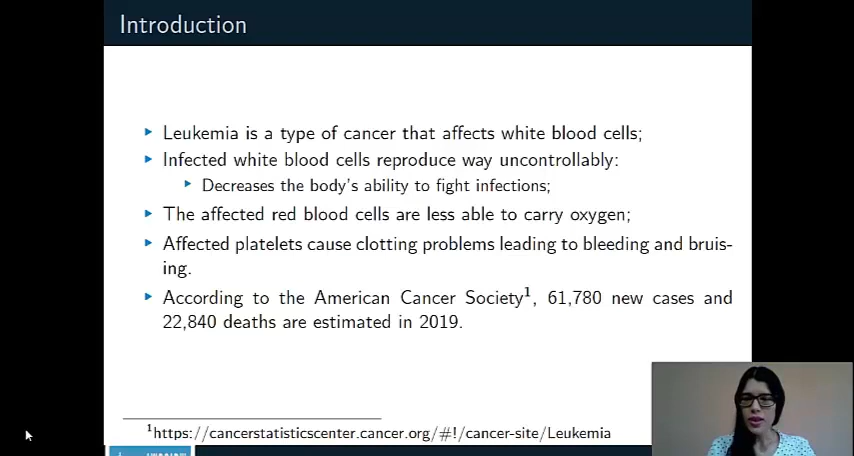 Introduction
Leukemia is a type of cancer that affects white blood cells;
Infected white blood cells reproduce way uncontrollably:
Decreases the body's ability to fight infections;
The affected red blood cells are less able to carry oxygen;
Affected platelets cause clotting problems leading to bleeding and bruis-
ing.
According to the American Cancer Society¹, 61,780 new cases and
22,840 deaths are estimated in 2019.
¹https://cancerstatisticscenter.cancer.org/#!/cancer-site/Leukemia